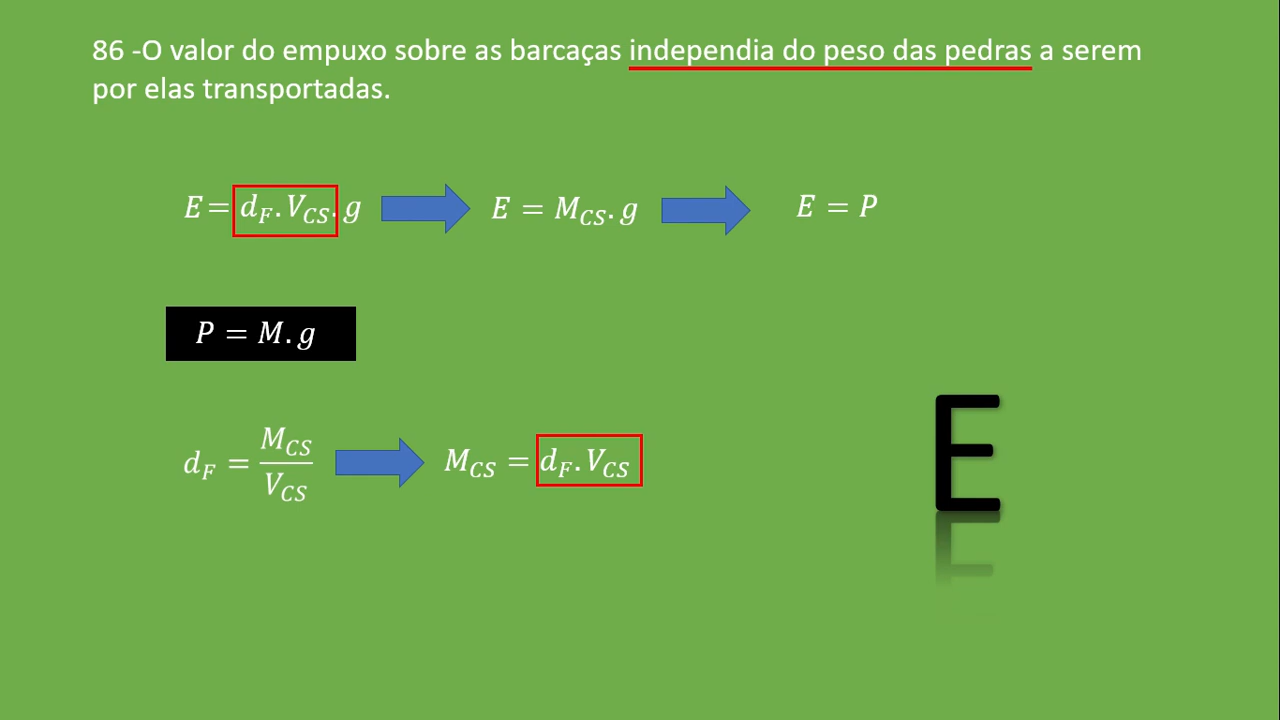 86 -O valor do empuxo sobre as barcaças independia do peso das pedras a serem
por elas transportadas.
E = d_F . V_CS . g E = M_CS . g E = P
P = M . g
d_F = M_CS / V_CS M_CS = d_F . V_CS
E